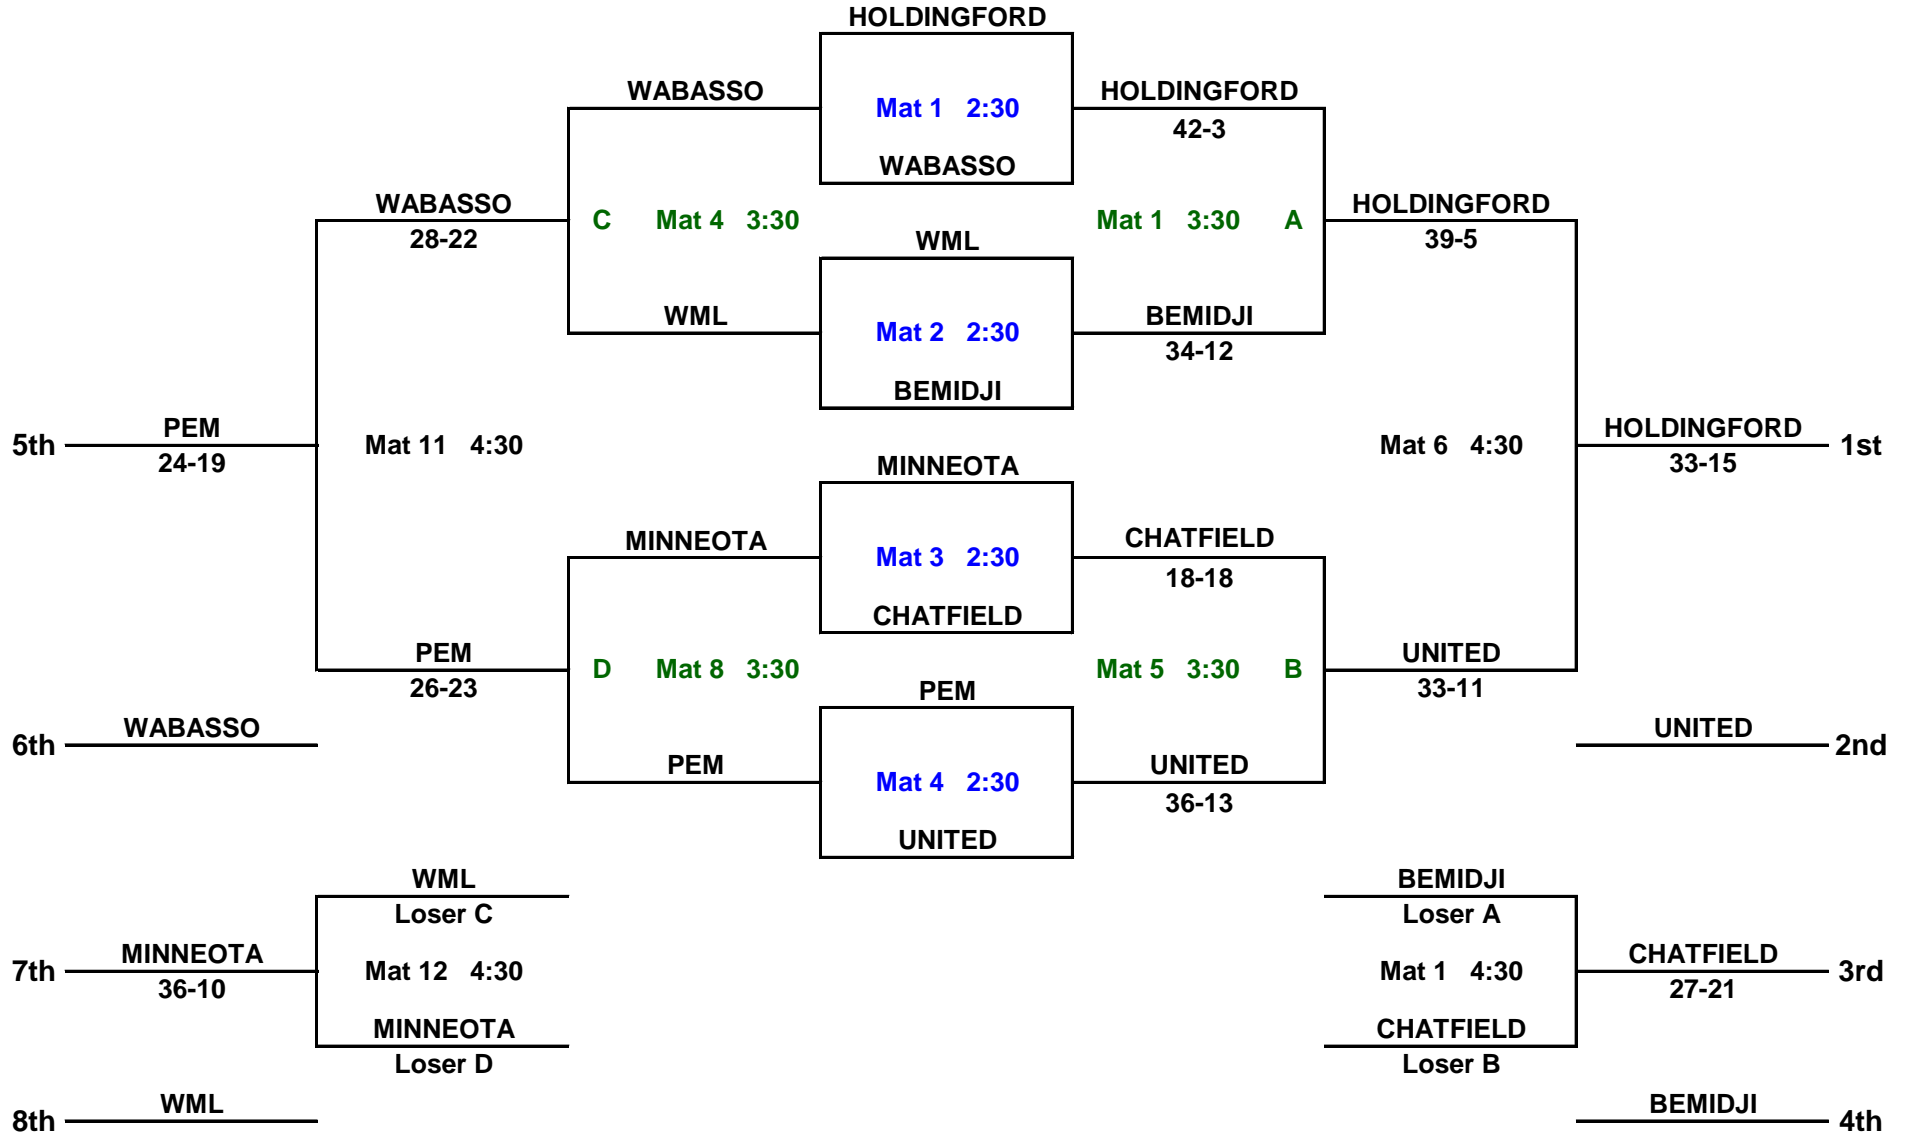 HOLDINGFORD
WABASSO
HOLDINGFORD
Mat 1 2:30
42-3
WABASSO
WABASSO
HOLDINGFORD
C Mat 4 3:30
Mat 1 3:30 A
28-22
WML
39-5
WML
BEMIDJI
Mat 2 2:30
34-12
BEMIDJI
PEM
HOLDINGFORD
5th
Mat 11 4:30
Mat 6 4:30
1st
24-19
33-15
MINNEOTA
MINNEOTA
CHATFIELD
Mat 3 2:30
18-18
CHATFIELD
PEM
UNITED
D Mat 8 3:30
Mat 5 3:30 B
26-23
PEM
33-11
WABASSO
UNITED
6th
2nd
PEM
UNITED
Mat 4 2:30
36-13
UNITED
WML
BEMIDJI
Loser C
Loser A
MINNEOTA
CHATFIELD
7th
Mat 12 4:30
Mat 1 4:30
3rd
36-10
27-21
MINNEOTA
CHATFIELD
Loser D
Loser B
WML
BEMIDJI
8th
4th